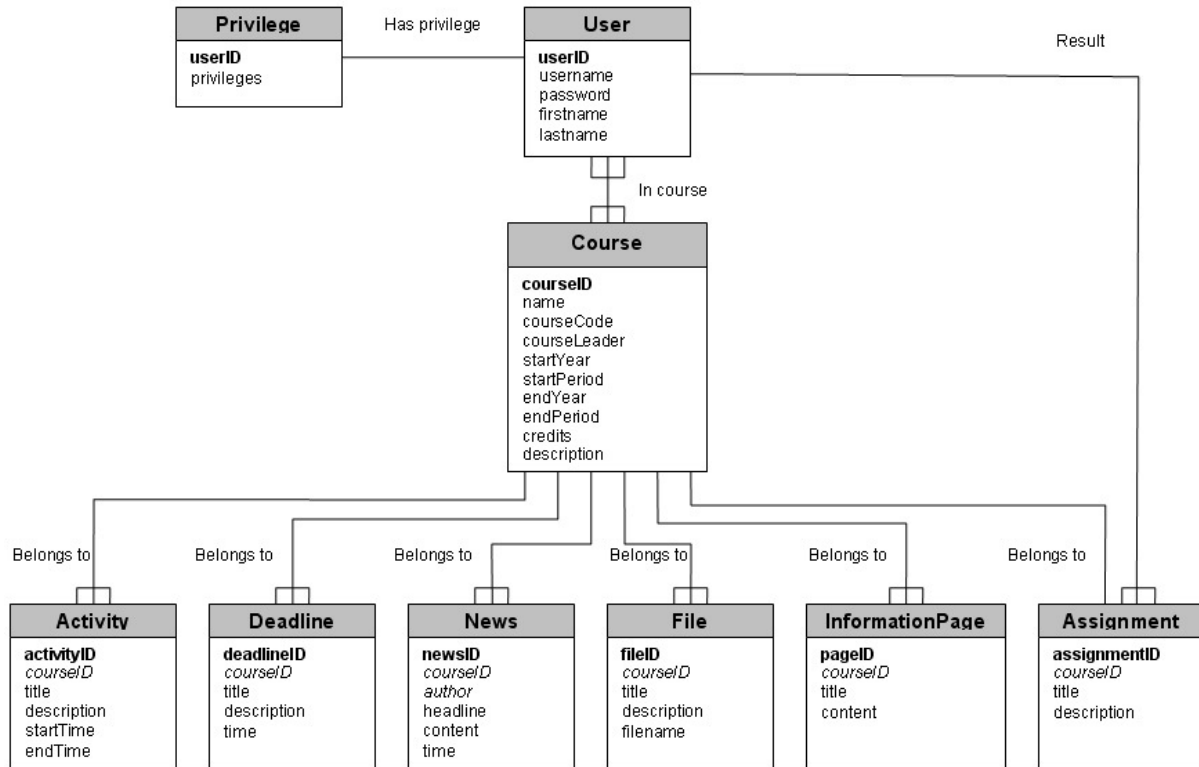 Privilege
userID
privileges
Has privilege
User
userID
username
password
firstname
lastname
Result
In course
Course
courseID
name
courseCode
courseLeader
startYear
startPeriod
endYear
endPeriod
credits
description
Belongs to
Belongs to
Belongs to
Belongs to
Belongs to
Belongs to
Activity
activityID
courseID
title
description
startTime
endTime
Deadline
deadlineID
courseID
title
description
time
News
newsID
courseID
author
headline
content
time
File
fileID
courseID
title
description
filename
InformationPage
pageID
courseID
title
content
Assignment
assignmentID
courseID
title
description